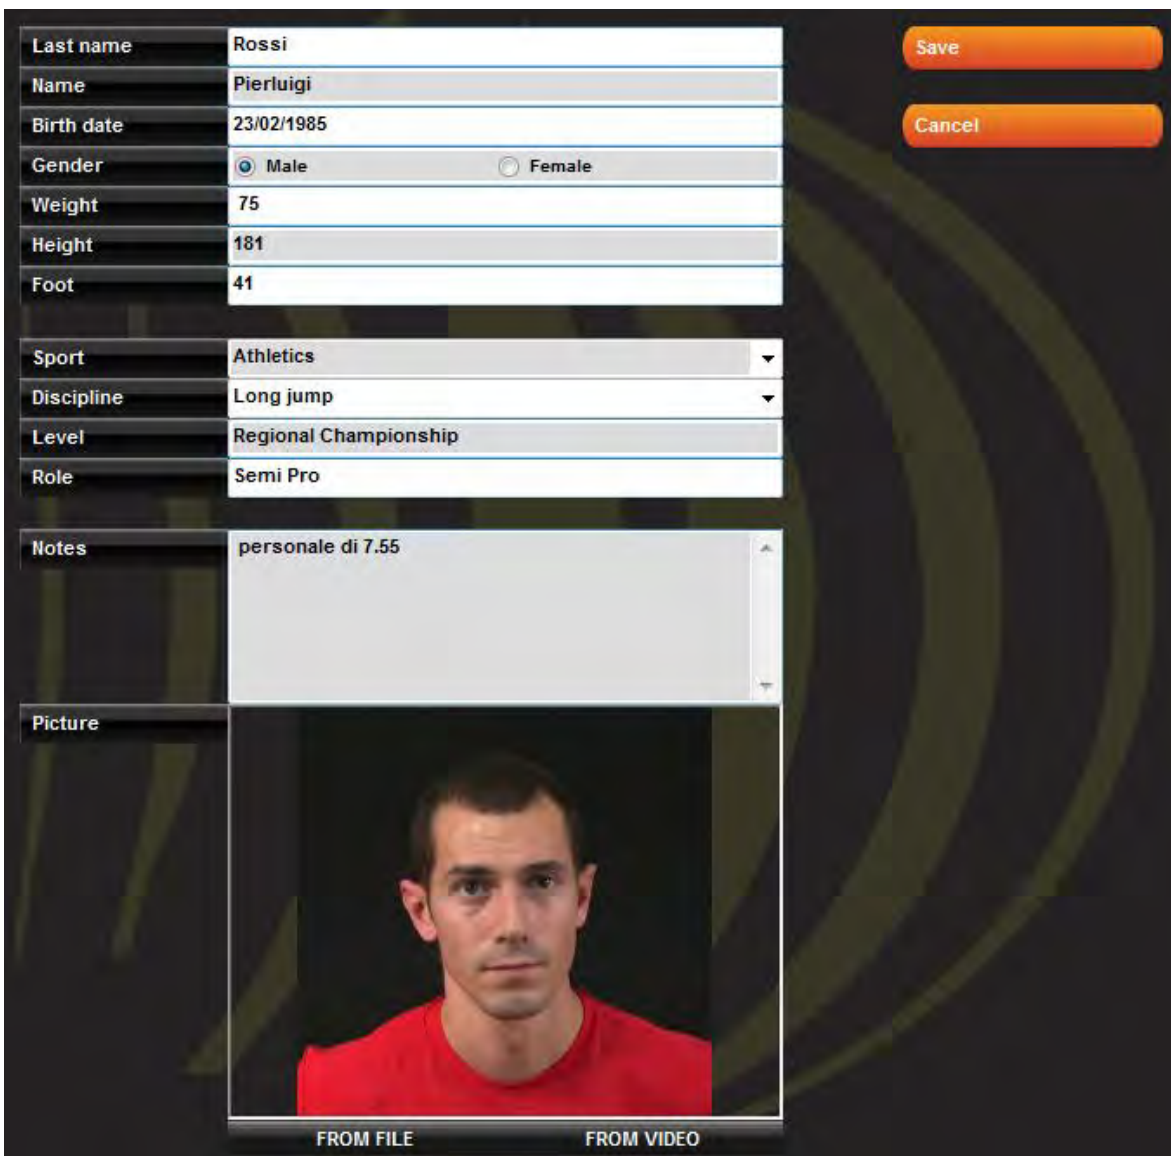 Last name Rossi Save
Name Pierluigi
Birth date 23/02/1985 Cancel
Gender Male Female
Weight 75
Height 181
Foot 41
Sport Athletics
Discipline Long jump
Level Regional Championship
Role Semi Pro
Notes personale di 7.55
Picture
FROM FILE FROM VIDEO